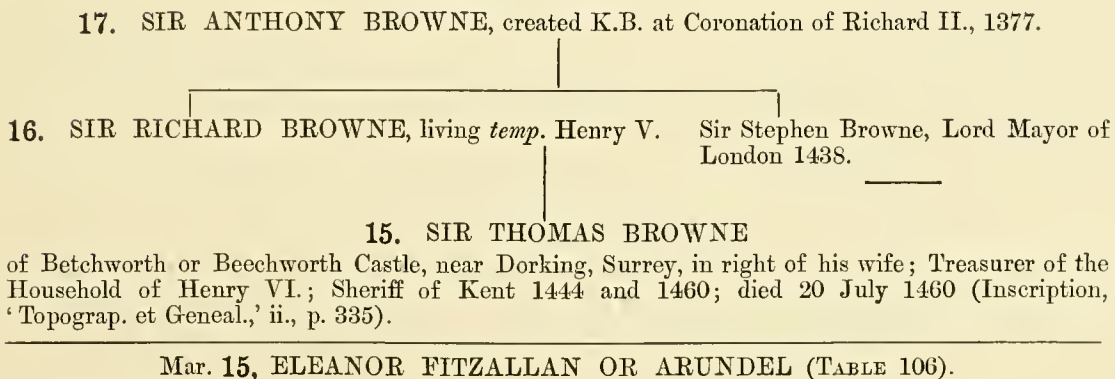 17. SIR ANTHONY BROWNE, created K.B. at Coronation of Richard II., 1377.
16. SIR RICHARD BROWNE, living temp. Henry V. Sir Stephen Browne, Lord Mayor of
London 1438.
15. SIR THOMAS BROWNE
of Betchworth or Beechworth Castle, near Dorking, Surrey, in right of his wife; Treasurer of the
Household of Henry VI.; Sheriff of Kent 1444 and 1460; died 20 July 1460 (Inscription,
‘Topograp. et Geneal.,’ ii., p. 335).
Mar. 15, ELEANOR FITZALLAN OR ARUNDEL (TABLE 106).